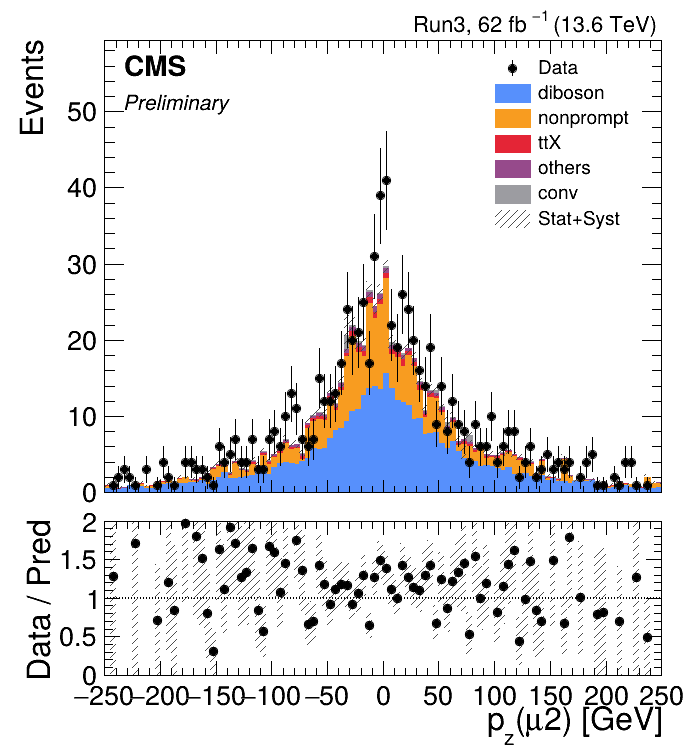 Run3, 62 fb⁻¹ (13.6 TeV)
CMS
Preliminary
Events
Data
diboson
nonprompt
ttX
others
conv
Stat+Syst
50
40
30
20
10
0
Data / Pred
2
1.5
1
0.5
0
−250 −200 −150 −100 −50 0 50 100 150 200 250
p_z(μ2) [GeV]